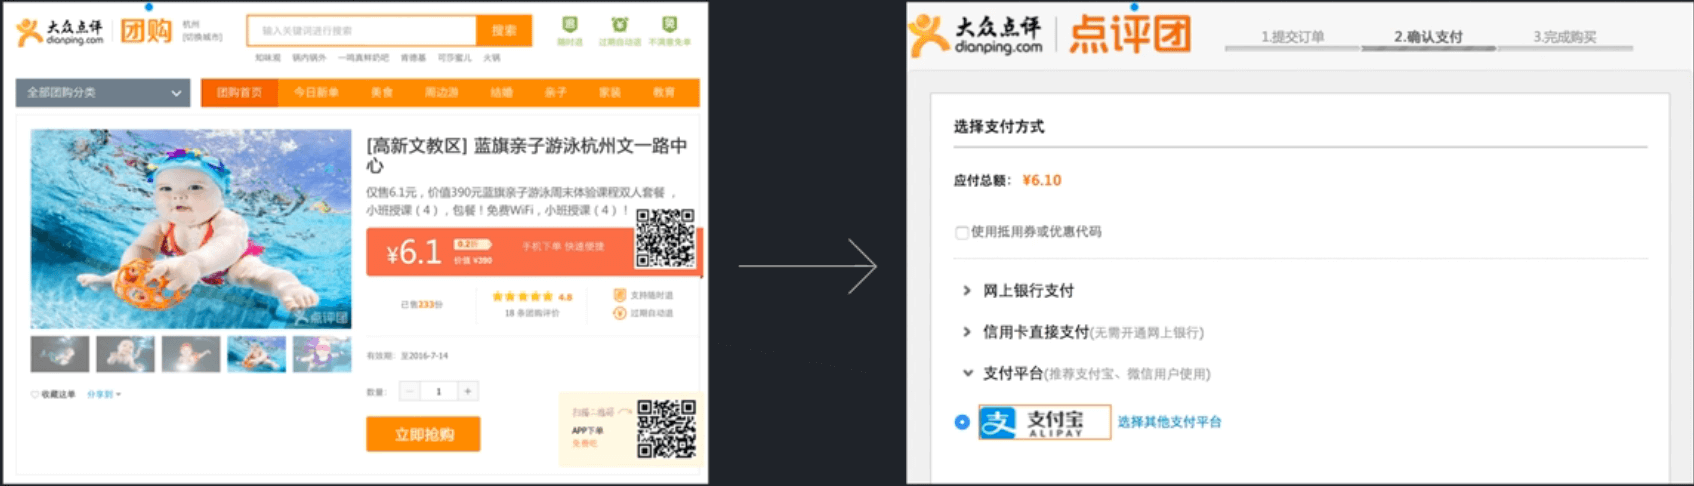 大众点评
dianping.com
团购
杭州
[切换城市]
输入关键词进行搜索
搜索
随时退
过期自动退
不满意免单
知味观 锅内锅外 一鸣真鲜奶吧 肯德基 可莎蜜儿 火锅
全部团购分类
团购首页 今日新单 美食 周边游 结婚 亲子 家装 教育
[高新文教区] 蓝旗亲子游泳杭州文一路中
心
仅售6.1元，价值390元蓝旗亲子游泳周末体验课程双人套餐，
小班授课（4），包餐！免费WiFi，小班授课（4）！
¥6.1
0.2折
价值 ¥390
手机下单 快速便捷
已售233份
4.8
18 条团购评价
支持随时退
过期自动退
点评团
有效期： 至2016-7-14
收藏这单 分享到
数量： － 1 +
立即抢购
扫描二维码
APP下单
免费吃
大众点评
dianping.com
点评团
1.提交订单
2.确认支付
3.完成购买
选择支付方式
应付总额： ¥6.10
使用抵用券或优惠代码
网上银行支付
信用卡直接支付(无需开通网上银行)
支付平台(推荐支付宝、微信用户使用)
支 支付宝
ALIPAY
选择其他支付平台